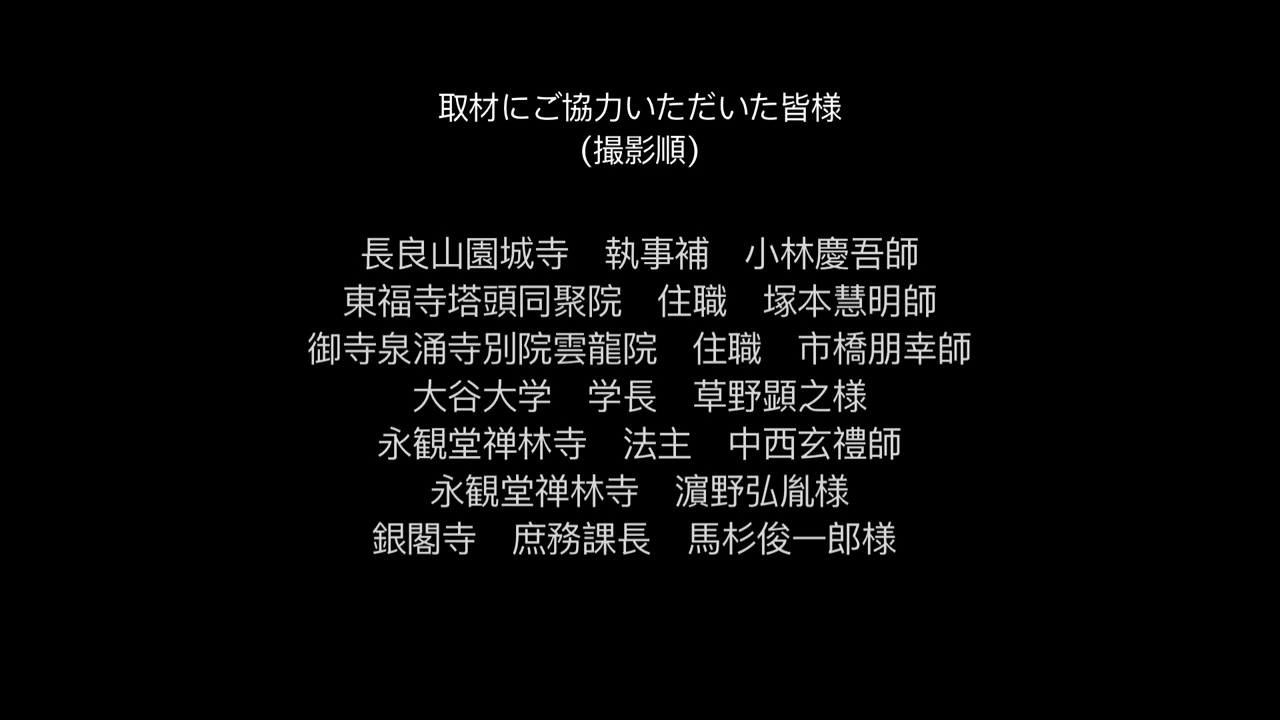 取材にご協力いただいた皆様
(撮影順)
長良山園城寺　執事補　小林慶吾師
東福寺塔頭同聚院　住職　塚本慧明師
御寺泉涌寺別院雲龍院　住職　市橋朋幸師
大谷大学　学長　草野顕之様
永観堂禅林寺　法主　中西玄禮師
永観堂禅林寺　濵野弘胤様
銀閣寺　庶務課長　馬杉俊一郎様